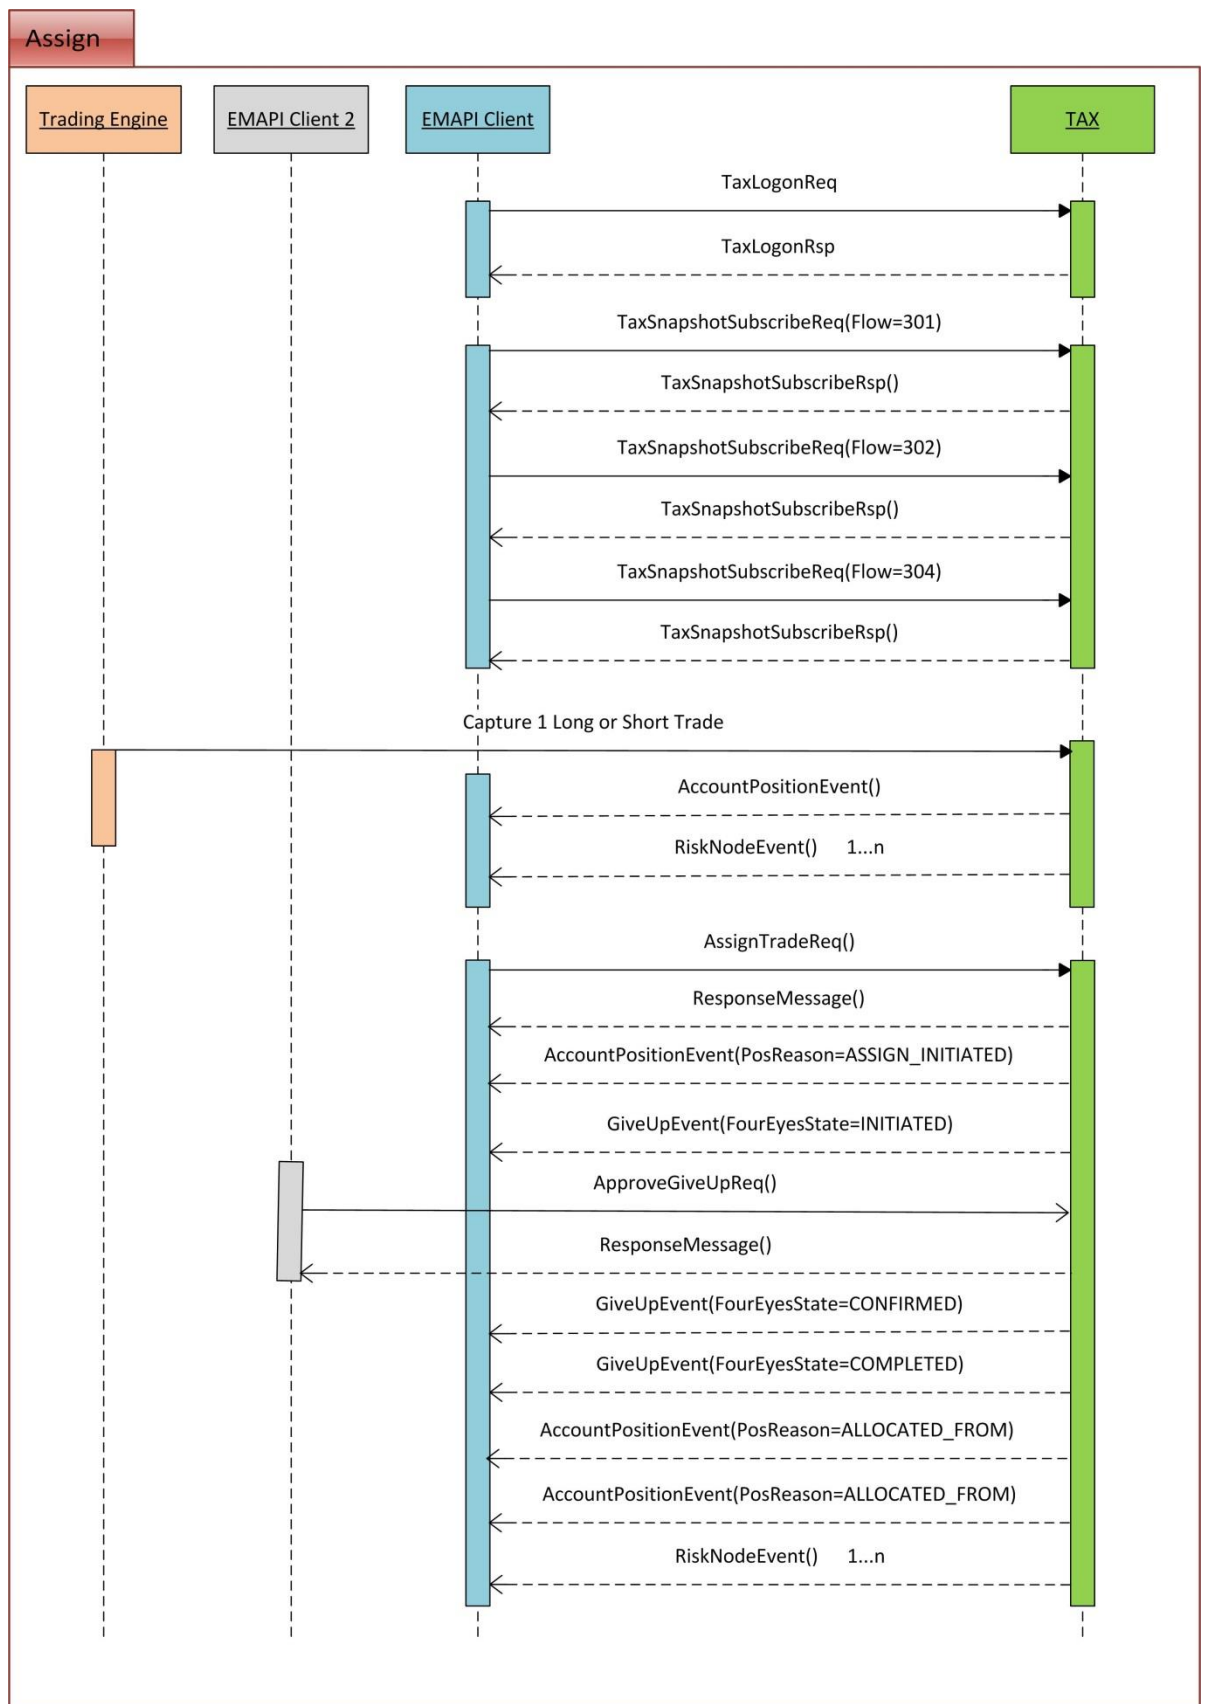 Assign
Trading Engine
EMAPI Client 2
EMAPI Client
TAX
TaxLogonReq
TaxLogonRsp
TaxSnapshotSubscribeReq(Flow=301)
TaxSnapshotSubscribeRsp()
TaxSnapshotSubscribeReq(Flow=302)
TaxSnapshotSubscribeRsp()
TaxSnapshotSubscribeReq(Flow=304)
TaxSnapshotSubscribeRsp()
Capture 1 Long or Short Trade
AccountPositionEvent()
RiskNodeEvent() 1...n
AssignTradeReq()
ResponseMessage()
AccountPositionEvent(PosReason=ASSIGN_INITIATED)
GiveUpEvent(FourEyesState=INITIATED)
ApproveGiveUpReq()
ResponseMessage()
GiveUpEvent(FourEyesState=CONFIRMED)
GiveUpEvent(FourEyesState=COMPLETED)
AccountPositionEvent(PosReason=ALLOCATED_FROM)
AccountPositionEvent(PosReason=ALLOCATED_FROM)
RiskNodeEvent() 1...n